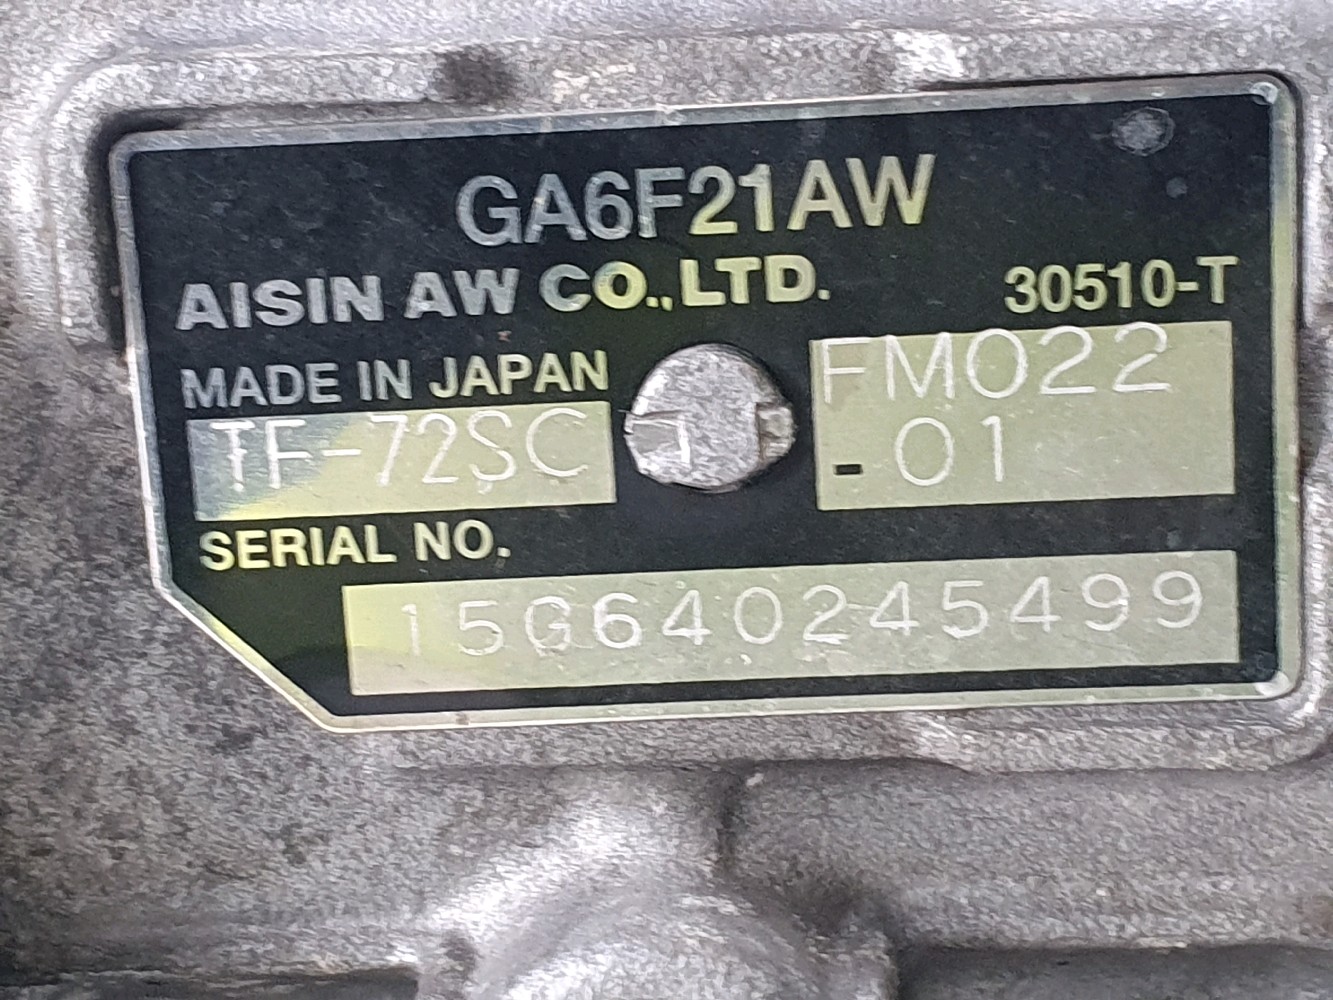 GA6F21AW
AISIN AW CO.,LTD.
30510-T
MADE IN JAPAN
FM022
TF-72SC
-01
SERIAL NO.
15G640245499